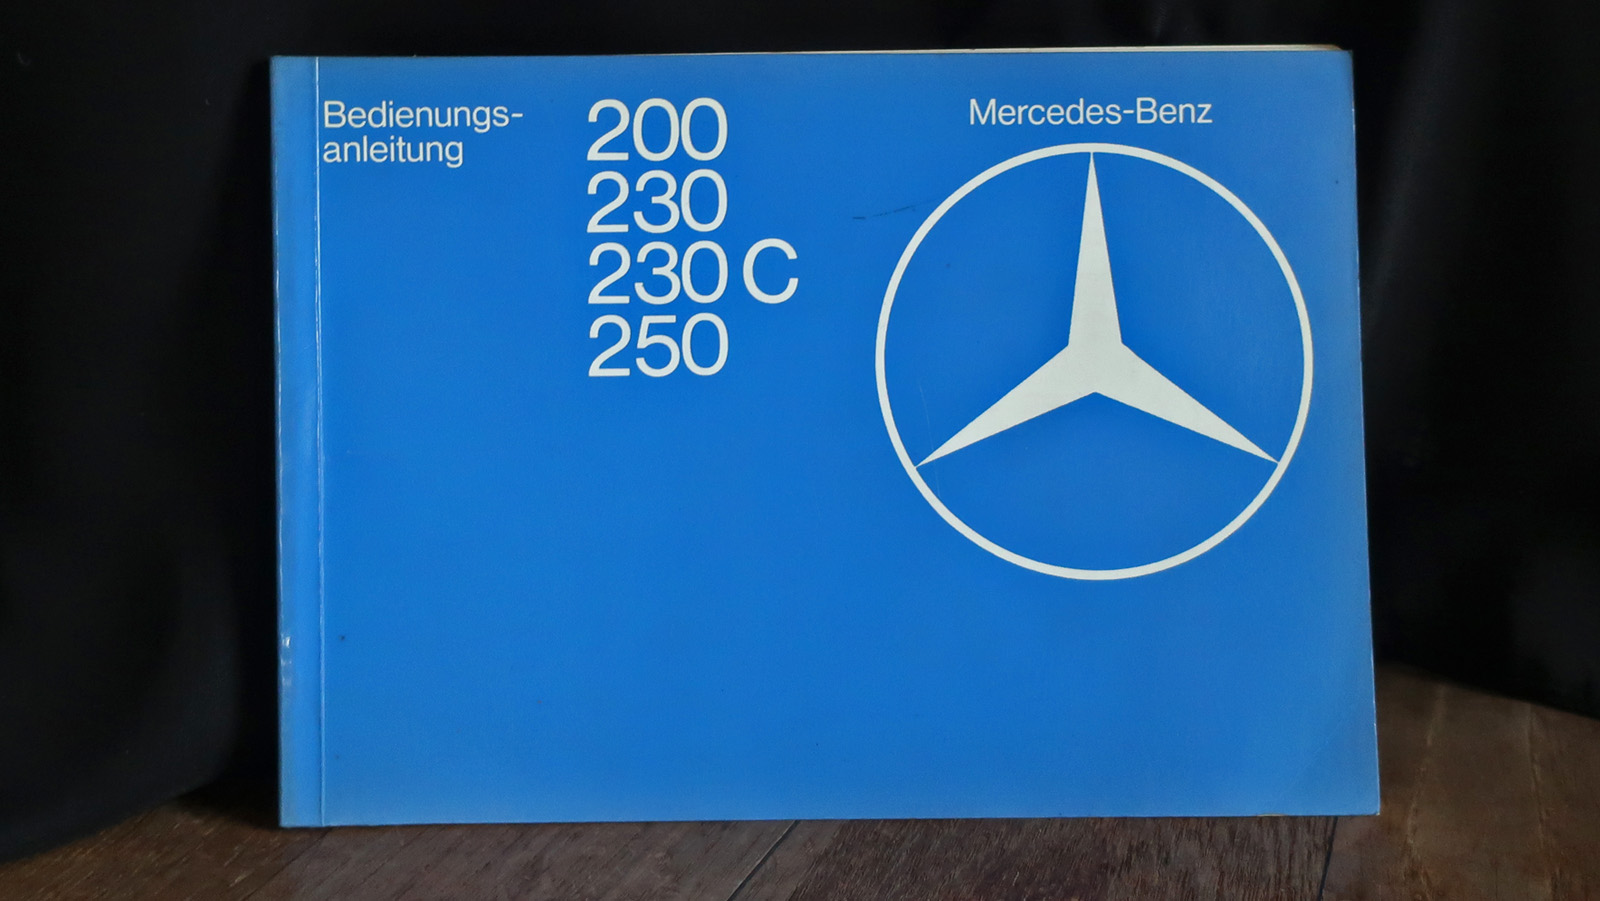 Bedienungs-
anleitung
200
230
230 C
250
Mercedes-Benz